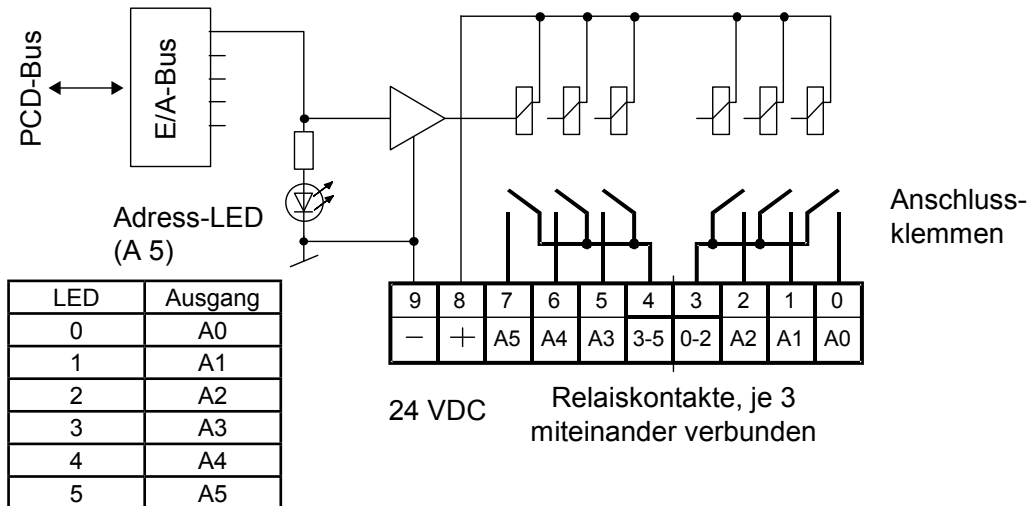 PCD-Bus
E/A-Bus
Adress-LED
(A 5)
Anschluss-
klemmen
LED Ausgang
0 A0
1 A1
2 A2
3 A3
4 A4
5 A5
9 8 7 6 5 4 3 2 1 0
− + A5 A4 A3 3-5 0-2 A2 A1 A0
24 VDC
Relaiskontakte, je 3
miteinander verbunden